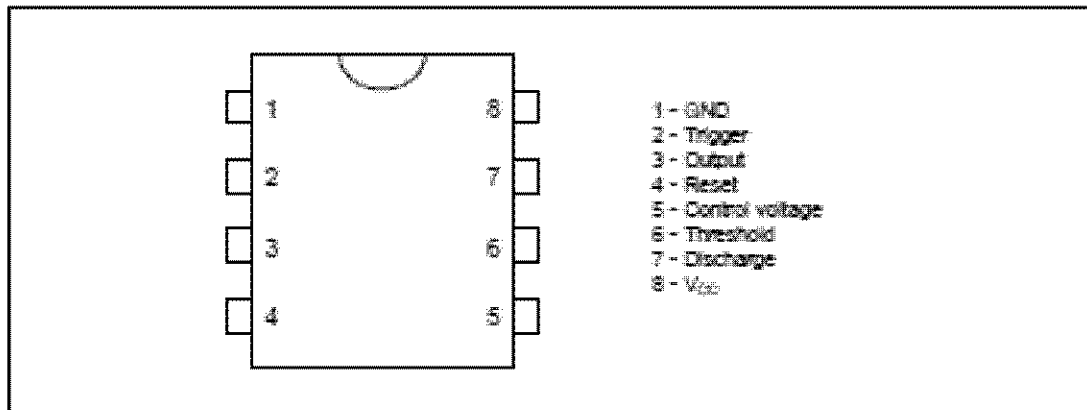 1
8
2
7
3
6
4
5
1 - GND
2 - Trigger
3 - Output
4 - Reset
5 - Control voltage
6 - Threshold
7 - Discharge
8 -